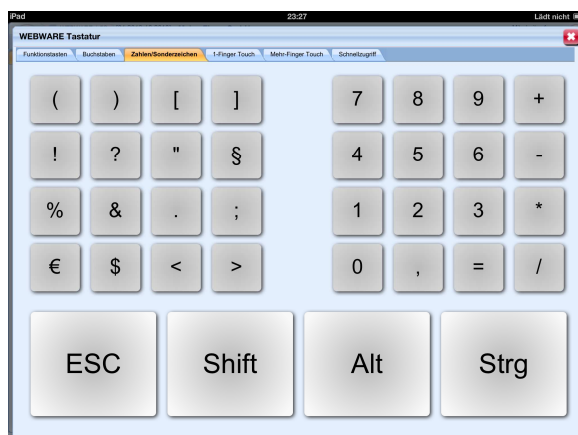 iPad 23:27 Lädt nicht
WEBWARE Tastatur
Funktionstasten Buchstaben Zahlen/Sonderzeichen 1-Finger Touch Mehr-Finger Touch Schnellzugriff
( ) [ ] 7 8 9 +
! ? " § 4 5 6 -
% & . ; 1 2 3 *
€ $ < > 0 , = /
ESC Shift Alt Strg